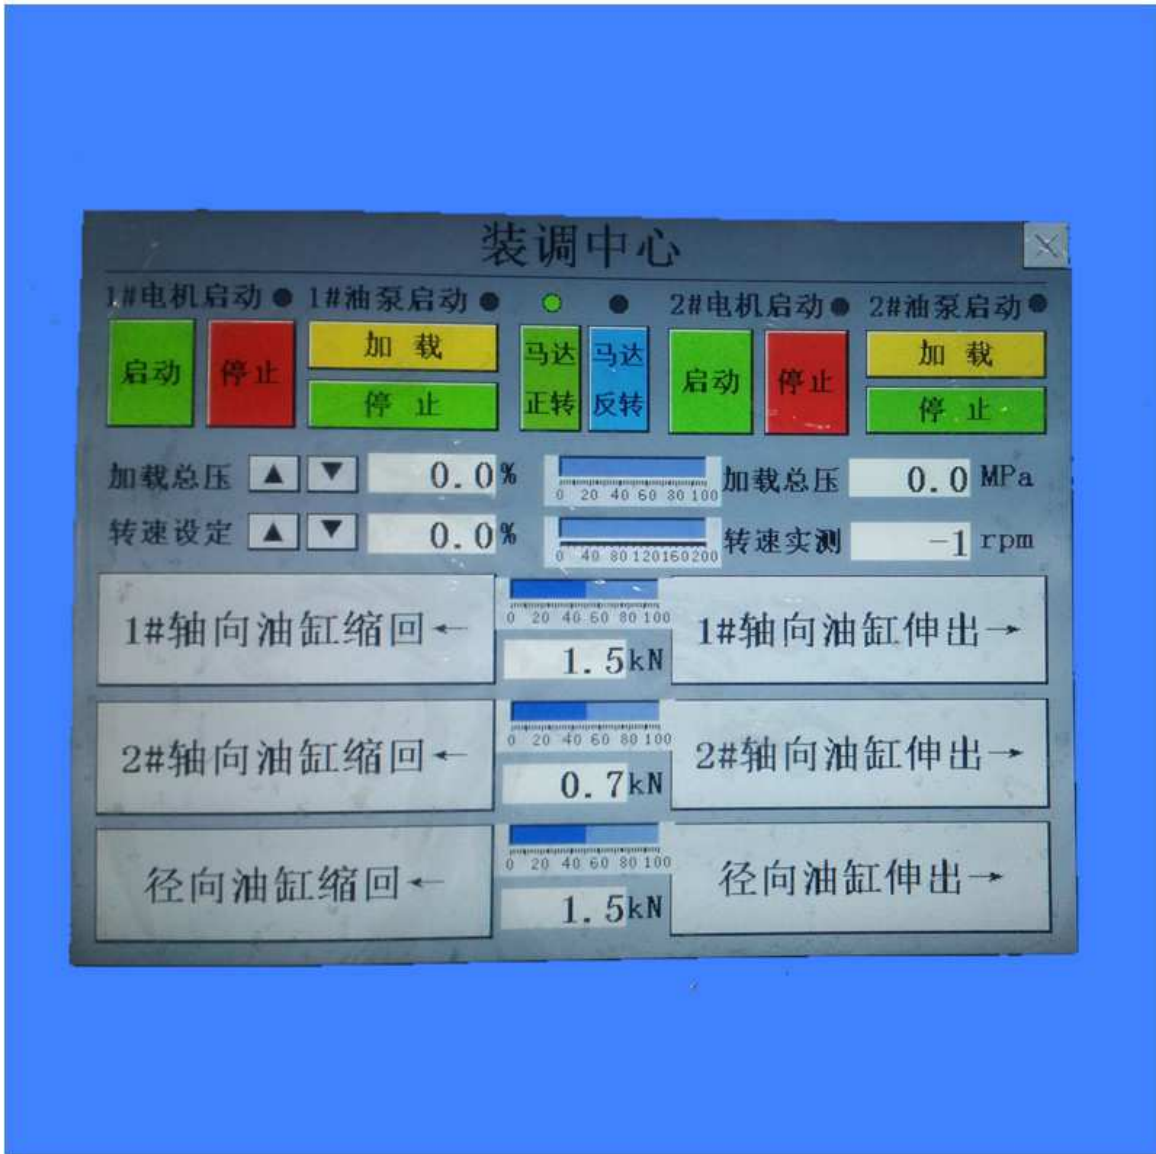 装调中心
1#电机启动 1#油泵启动 2#电机启动 2#油泵启动
启动 停止 加 载 马达 马达 启动 停止 加 载
停 止 正转 反转 停 止
加载总压 ▲ ▼ 0.0% 0 20 40 60 80 100 加载总压 0.0 MPa
转速设定 ▲ ▼ 0.0% 0 40 80 120 160 200 转速实测 -1 rpm
1#轴向油缸缩回← 0 20 40 60 80 100 1#轴向油缸伸出→
1.5kN
2#轴向油缸缩回← 0 20 40 60 80 100 2#轴向油缸伸出→
0.7kN
径向油缸缩回← 0 20 40 60 80 100 径向油缸伸出→
1.5kN